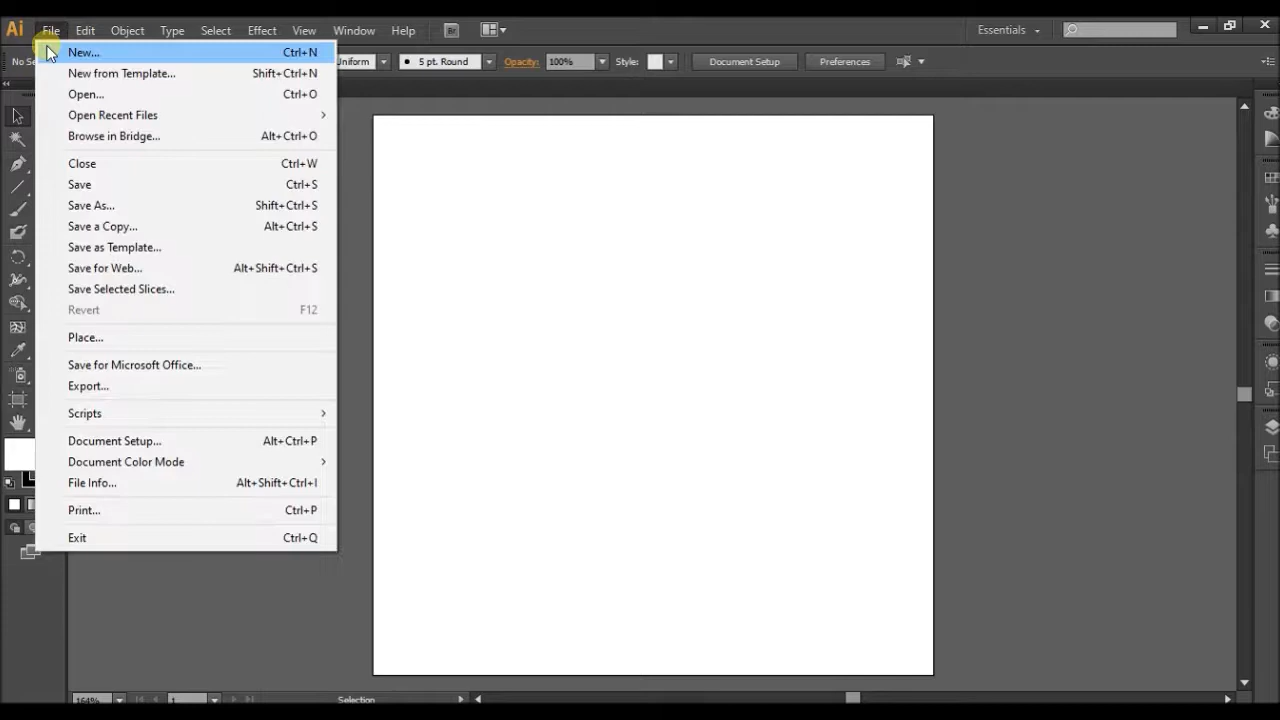 Ai File Edit Object Type Select Effect View Window Help Br Essentials
New... Ctrl+N
5 pt. Round Opacity: 100% Style: Document Setup Preferences
New from Template... Shift+Ctrl+N
Open... Ctrl+O
Open Recent Files
Browse in Bridge... Alt+Ctrl+O
Close Ctrl+W
Save Ctrl+S
Save As... Shift+Ctrl+S
Save a Copy... Alt+Ctrl+S
Save as Template...
Save for Web... Alt+Shift+Ctrl+S
Save Selected Slices...
Revert F12
Place...
Save for Microsoft Office...
Export...
Scripts
Document Setup... Alt+Ctrl+P
Document Color Mode
File Info... Alt+Shift+Ctrl+I
Print... Ctrl+P
Exit Ctrl+Q
164% 1 Selection